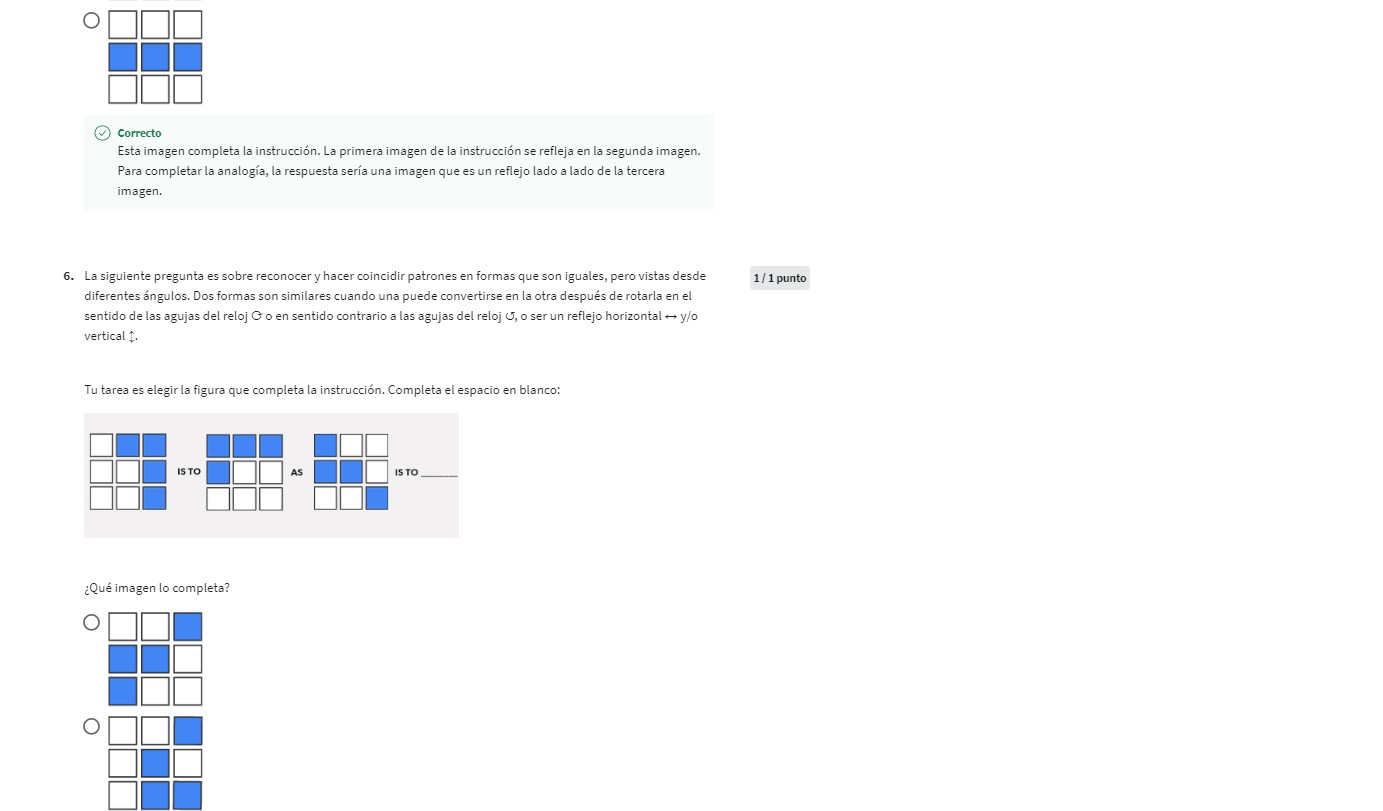 Correcto
Esta imagen completa la instrucción. La primera imagen de la instrucción se refleja en la segunda imagen.
Para completar la analogía, la respuesta sería una imagen que es un reflejo lado a lado de la tercera
imagen.
6. La siguiente pregunta es sobre reconocer y hacer coincidir patrones en formas que son iguales, pero vistas desde
diferentes ángulos. Dos formas son similares cuando una puede convertirse en la otra después de rotarla en el
sentido de las agujas del reloj ⟳ o en sentido contrario a las agujas del reloj ↺, o ser un reflejo horizontal ↔ y/o
vertical ↕.
1 / 1 punto
Tu tarea es elegir la figura que completa la instrucción. Completa el espacio en blanco:
IS TO AS IS TO ______
¿Qué imagen lo completa?